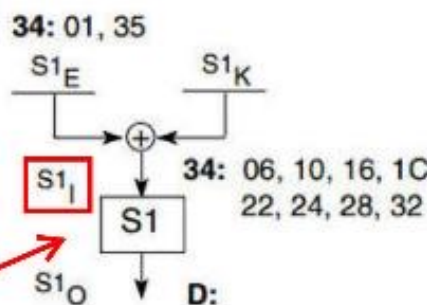 34: 01, 35
S1E S1K
+
S1I
34: 06, 10, 16, 1C
22, 24, 28, 32
S1
S1O D: